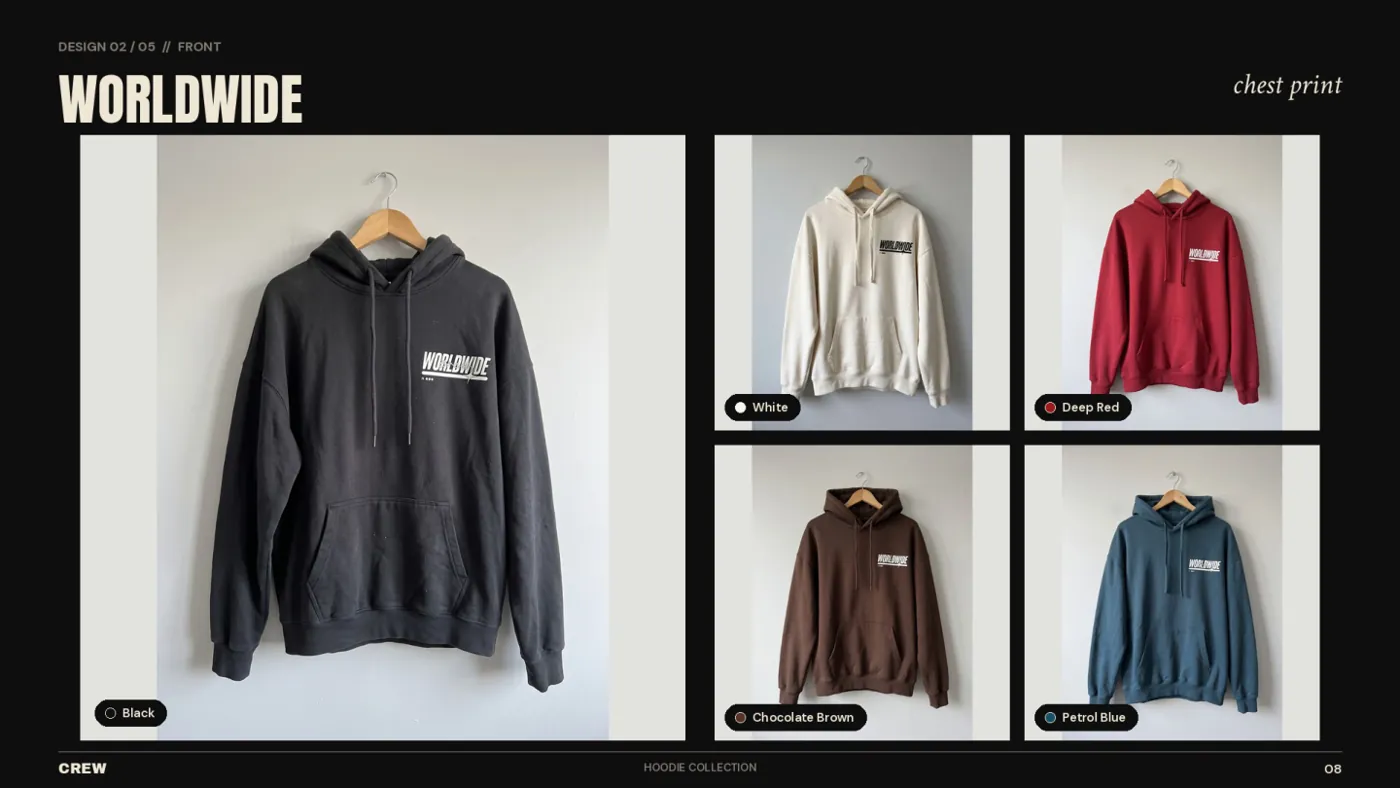 DESIGN 02 / 05 // FRONT
WORLDWIDE
chest print
WORLDWIDE
Black
WORLDWIDE
White
WORLDWIDE
Deep Red
WORLDWIDE
Chocolate Brown
WORLDWIDE
Petrol Blue
CREW
HOODIE COLLECTION
08